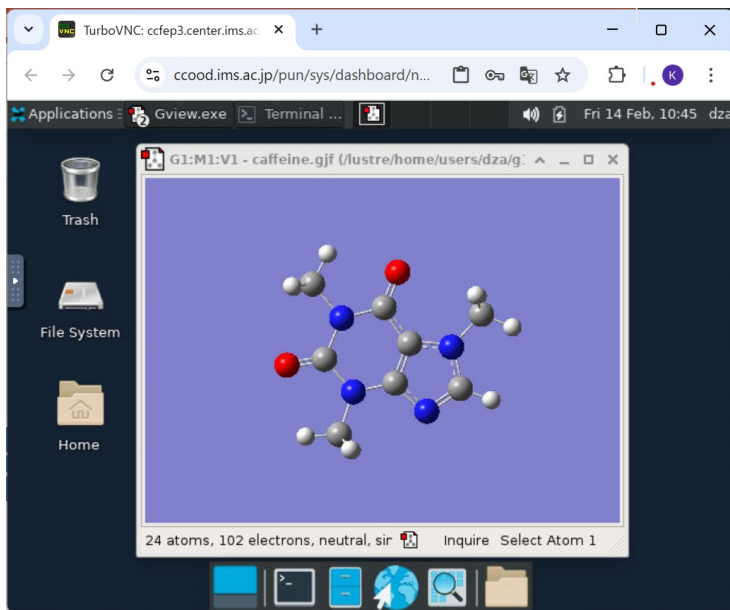 TurboVNC: ccfep3.center.ims.ac
ccood.ims.ac.jp/pun/sys/dashboard/n...
K
Applications
2
Gview.exe
Terminal ...
Fri 14 Feb, 10:45
dza
G1:M1:V1 - caffeine.gjf (/lustre/home/users/dza/g
Trash
File System
Home
24 atoms, 102 electrons, neutral, sir
Inquire
Select Atom 1